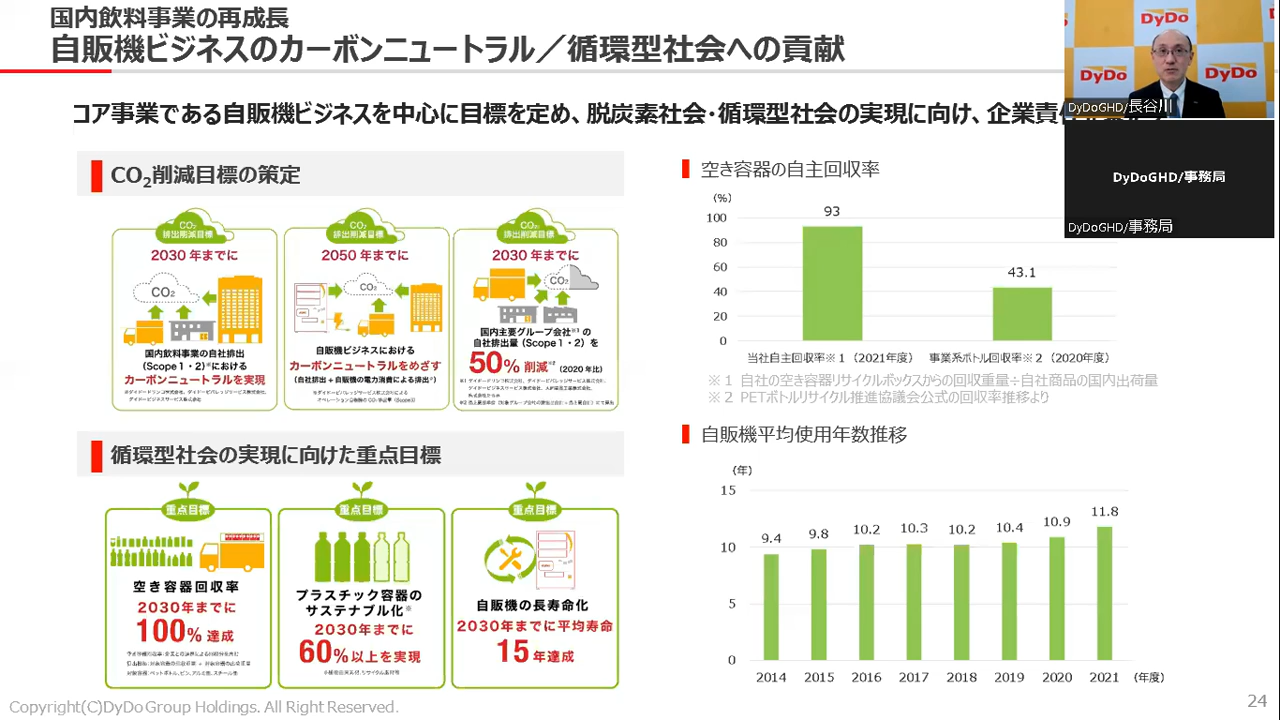 国内飲料事業の再成長
自販機ビジネスのカーボンニュートラル／循環型社会への貢献
コア事業である自販機ビジネスを中心に目標を定め、脱炭素社会・循環型社会の実現に向け、企業責
DyDo
DyDo
DyDo
DyDoGHD/長谷川
DyDoGHD/事務局
DyDoGHD/事務局
CO2削減目標の策定
CO2
排出削減目標
2030年までに
CO2
国内飲料事業の自社排出
（Scope1・2）※における
カーボンニュートラルを実現
CO2
排出削減目標
2050年までに
CO2
自販機ビジネスにおける
カーボンニュートラルをめざす
（自社排出＋自販機の電力消費による排出※）
CO2
排出削減目標
2030年までに
CO2
国内主要グループ会社※1の
自社排出量（Scope1・2）を
50%削減※2（2020年比）
循環型社会の実現に向けた重点目標
重点目標
空き容器回収率
2030年までに
100%達成
重点目標
プラスチック容器の
サステナブル化※
2030年までに
60%以上を実現
重点目標
自販機の長寿命化
2030年までに平均寿命
15年達成
空き容器の自主回収率
（%）
100
80
60
40
20
0
93
43.1
当社自主回収率※１（2021年度）
事業系ボトル回収率※２（2020年度）
※１ 自社の空き容器リサイクルボックスからの回収重量÷自社商品の国内出荷量
※２ PETボトルリサイクル推進協議会公式の回収率推移より
自販機平均使用年数推移
（年）
15
10
5
0
9.4
9.8
10.2
10.3
10.2
10.4
10.9
11.8
2014 2015 2016 2017 2018 2019 2020 2021 （年度）
Copyright(C)DyDo Group Holdings. All Right Reserved.
24